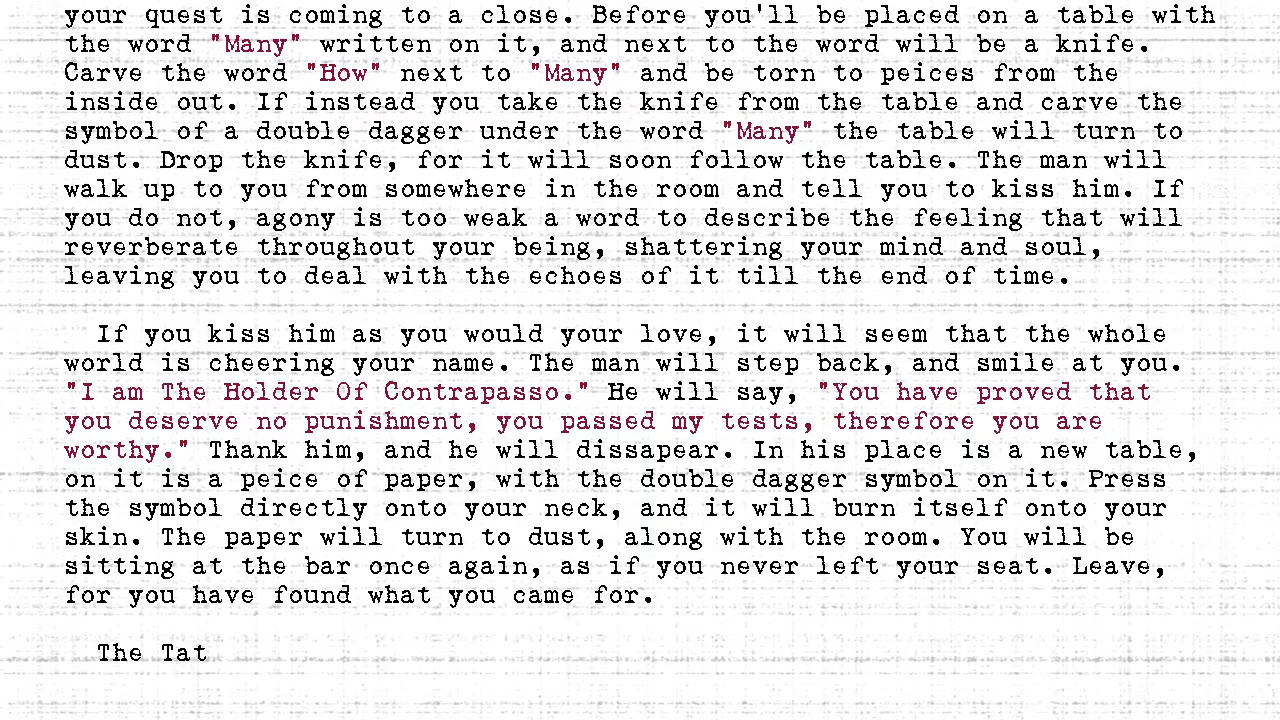 your quest is coming to a close. Before you'll be placed on a table with
the word "Many" written on it, and next to the word will be a knife.
Carve the word "How" next to "Many" and be torn to peices from the
inside out. If instead you take the knife from the table and carve the
symbol of a double dagger under the word "Many" the table will turn to
dust. Drop the knife, for it will soon follow the table. The man will
walk up to you from somewhere in the room and tell you to kiss him. If
you do not, agony is too weak a word to describe the feeling that will
reverberate throughout your being, shattering your mind and soul,
leaving you to deal with the echoes of it till the end of time.
If you kiss him as you would your love, it will seem that the whole
world is cheering your name. The man will step back, and smile at you.
"I am The Holder Of Contrapasso." He will say, "You have proved that
you deserve no punishment, you passed my tests, therefore you are
worthy." Thank him, and he will dissapear. In his place is a new table,
on it is a peice of paper, with the double dagger symbol on it. Press
the symbol directly onto your neck, and it will burn itself onto your
skin. The paper will turn to dust, along with the room. You will be
sitting at the bar once again, as if you never left your seat. Leave,
for you have found what you came for.
The Tat